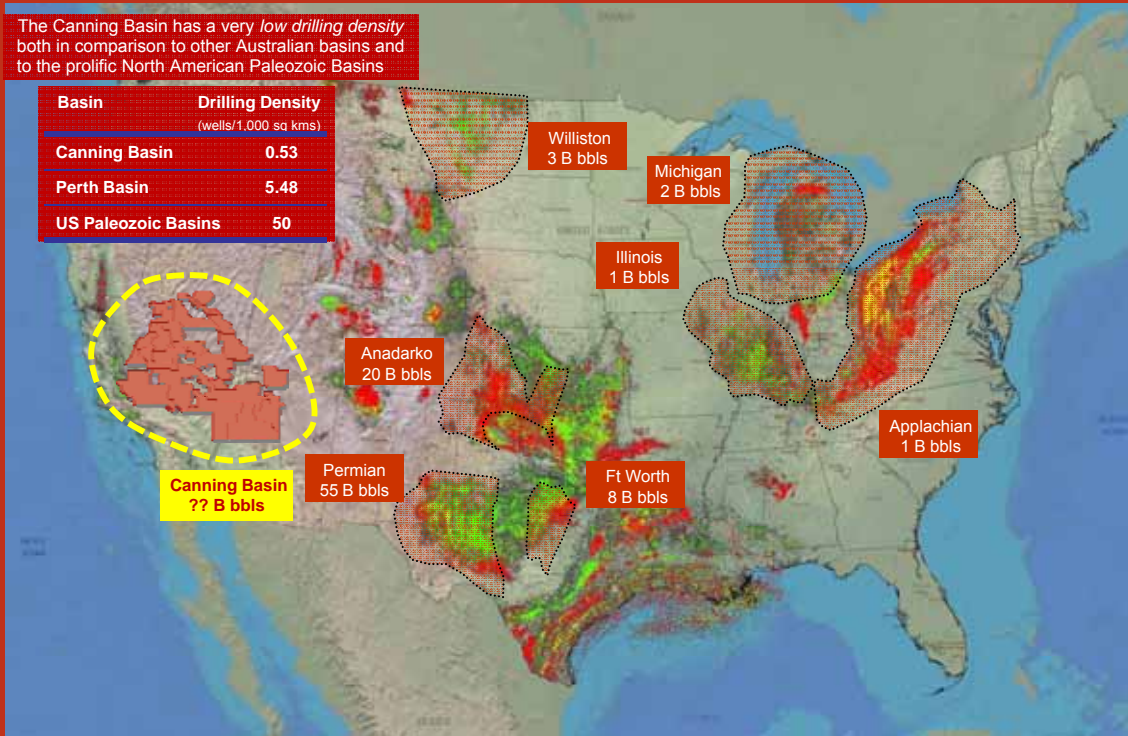 The Canning Basin has a very low drilling density
both in comparison to other Australian basins and
to the prolific North American Paleozoic Basins
Basin Drilling Density
(wells/1,000 sq kms)
Canning Basin 0.53
Perth Basin 5.48
US Paleozoic Basins 50
Williston
3 B bbls
Michigan
2 B bbls
Illinois
1 B bbls
Anadarko
20 B bbls
Applachian
1 B bbls
Permian
55 B bbls
Ft Worth
8 B bbls
Canning Basin
?? B bbls